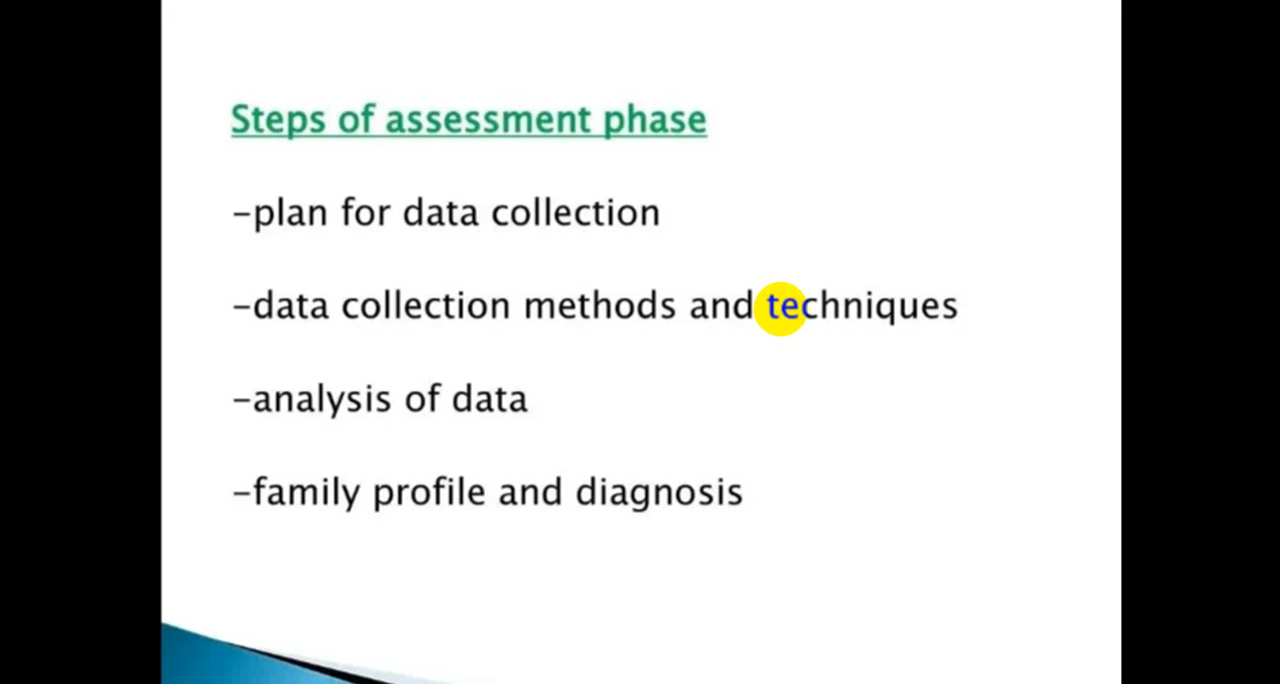 Steps of assessment phase
-plan for data collection
-data collection methods and techniques
-analysis of data
-family profile and diagnosis